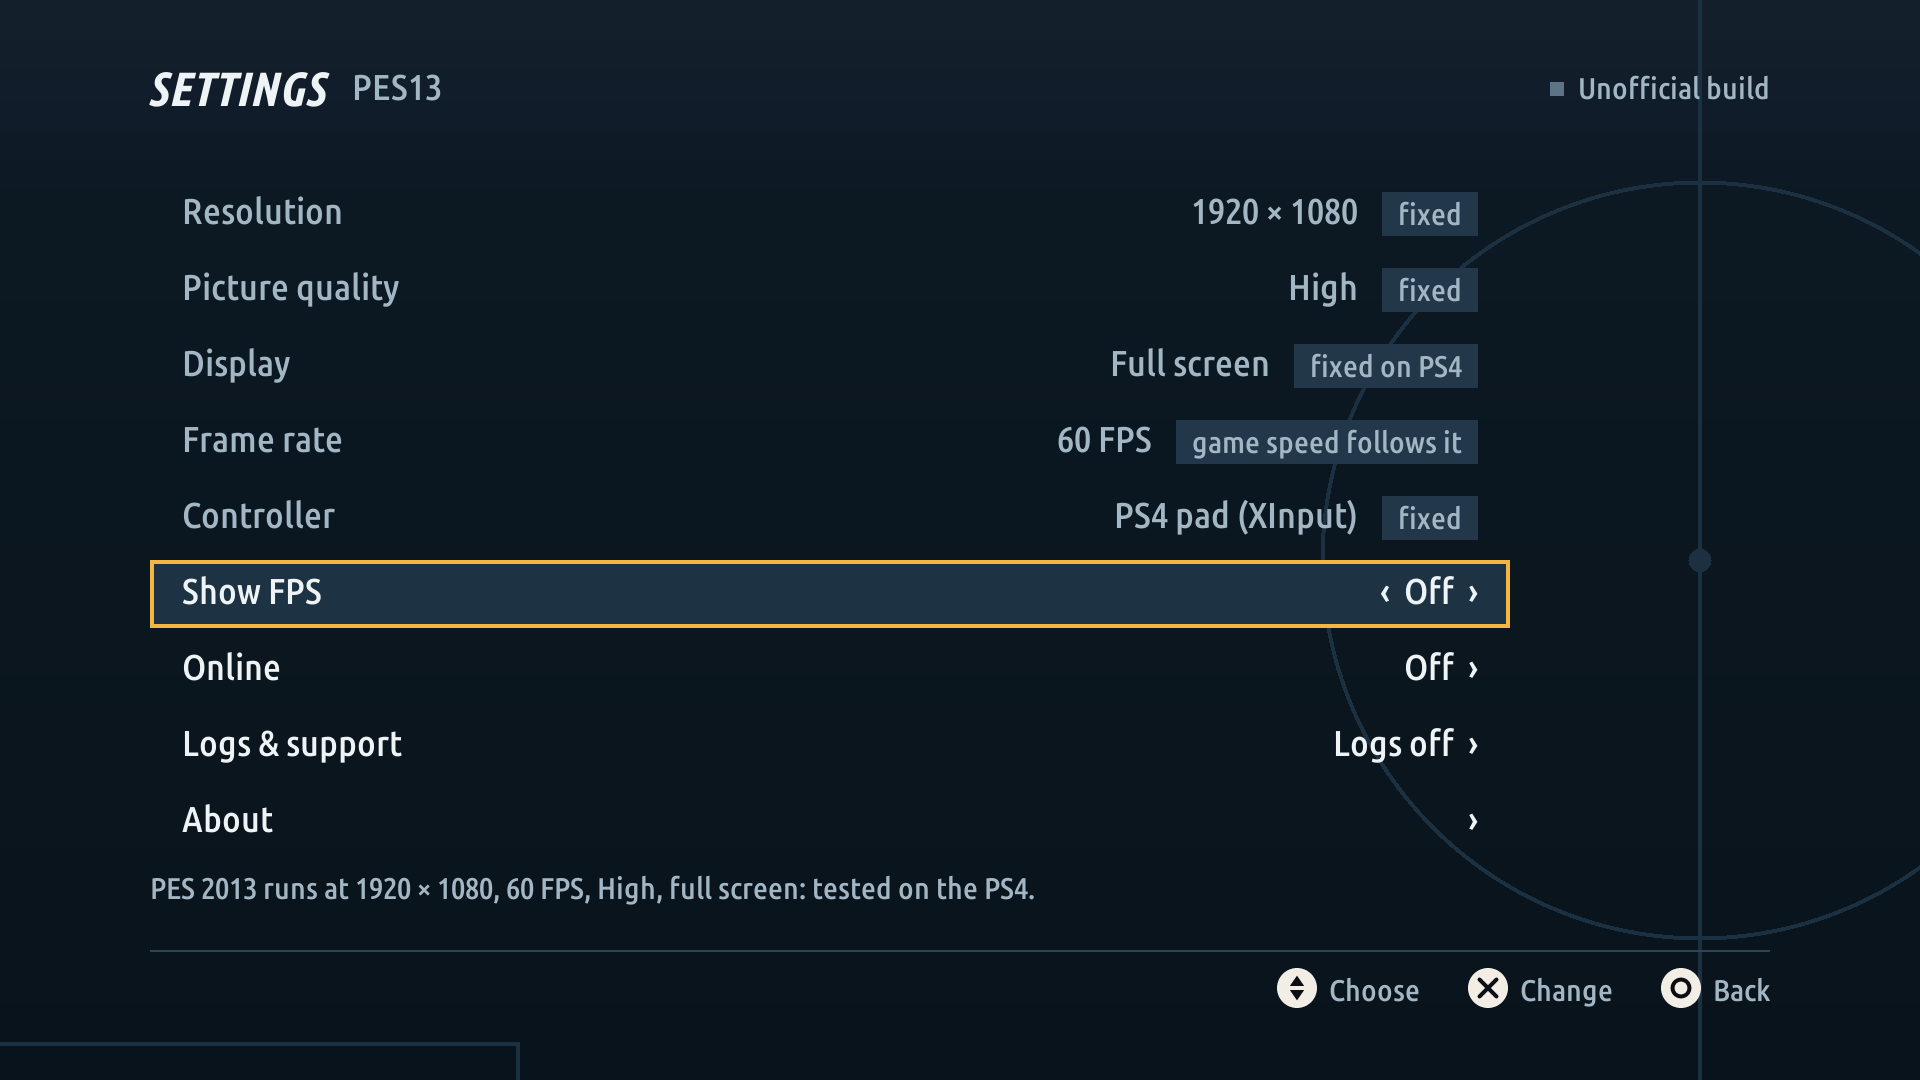 SETTINGS PES13
Unofficial build
Resolution 1920 × 1080 fixed
Picture quality High fixed
Display Full screen fixed on PS4
Frame rate 60 FPS game speed follows it
Controller PS4 pad (XInput) fixed
Show FPS ‹ Off ›
Online Off ›
Logs & support Logs off ›
About ›
PES 2013 runs at 1920 × 1080, 60 FPS, High, full screen: tested on the PS4.
Choose Change Back